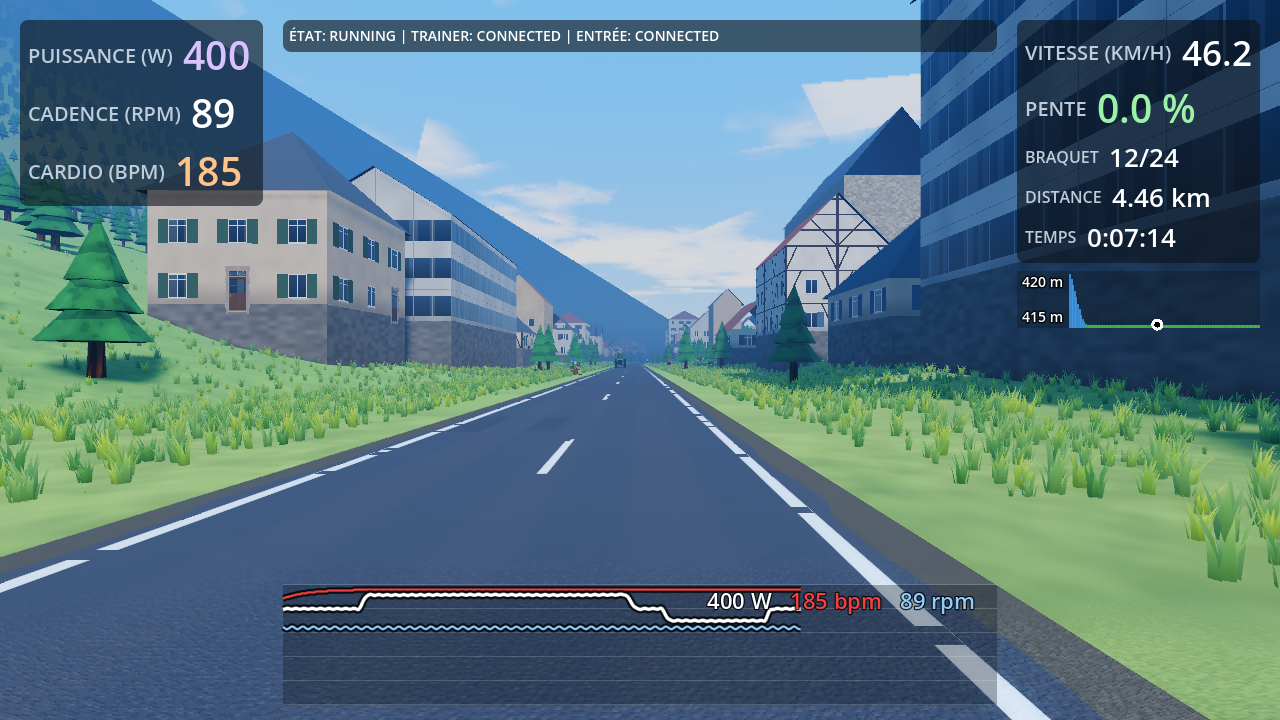 PUISSANCE (W) 400
CADENCE (RPM) 89
CARDIO (BPM) 185
ÉTAT: RUNNING | TRAINER: CONNECTED | ENTRÉE: CONNECTED
VITESSE (KM/H) 46.2
PENTE 0.0 %
BRAQUET 12/24
DISTANCE 4.46 km
TEMPS 0:07:14
420 m
415 m
400 W 185 bpm 89 rpm